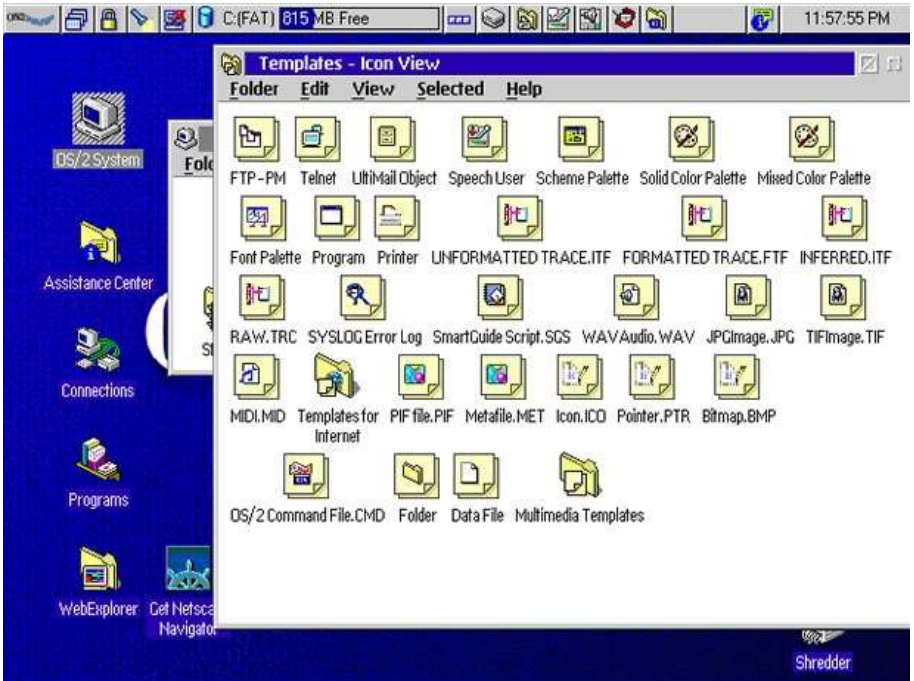 C:(FAT) 815 MB Free 11:57:55 PM
Templates - Icon View
Folder Edit View Selected Help
OS/2 System
FTP-PM Telnet UltiMail Object Speech User Scheme Palette Solid Color Palette Mixed Color Palette
Font Palette Program Printer UNFORMATTED TRACE.ITF FORMATTED TRACE.FTF INFERRED.ITF
Assistance Center
RAW.TRC SYSLOG Error Log SmartGuide Script.SGS WAVAudio.WAV JPGImage.JPG TIFImage.TIF
Connections
MIDI.MID Templates for Internet PIF file.PIF Metafile.MET Icon.ICO Pointer.PTR Bitmap.BMP
Programs
OS/2 Command File.CMD Folder Data File Multimedia Templates
WebExplorer
Get Netsca
Navigator
Shredder